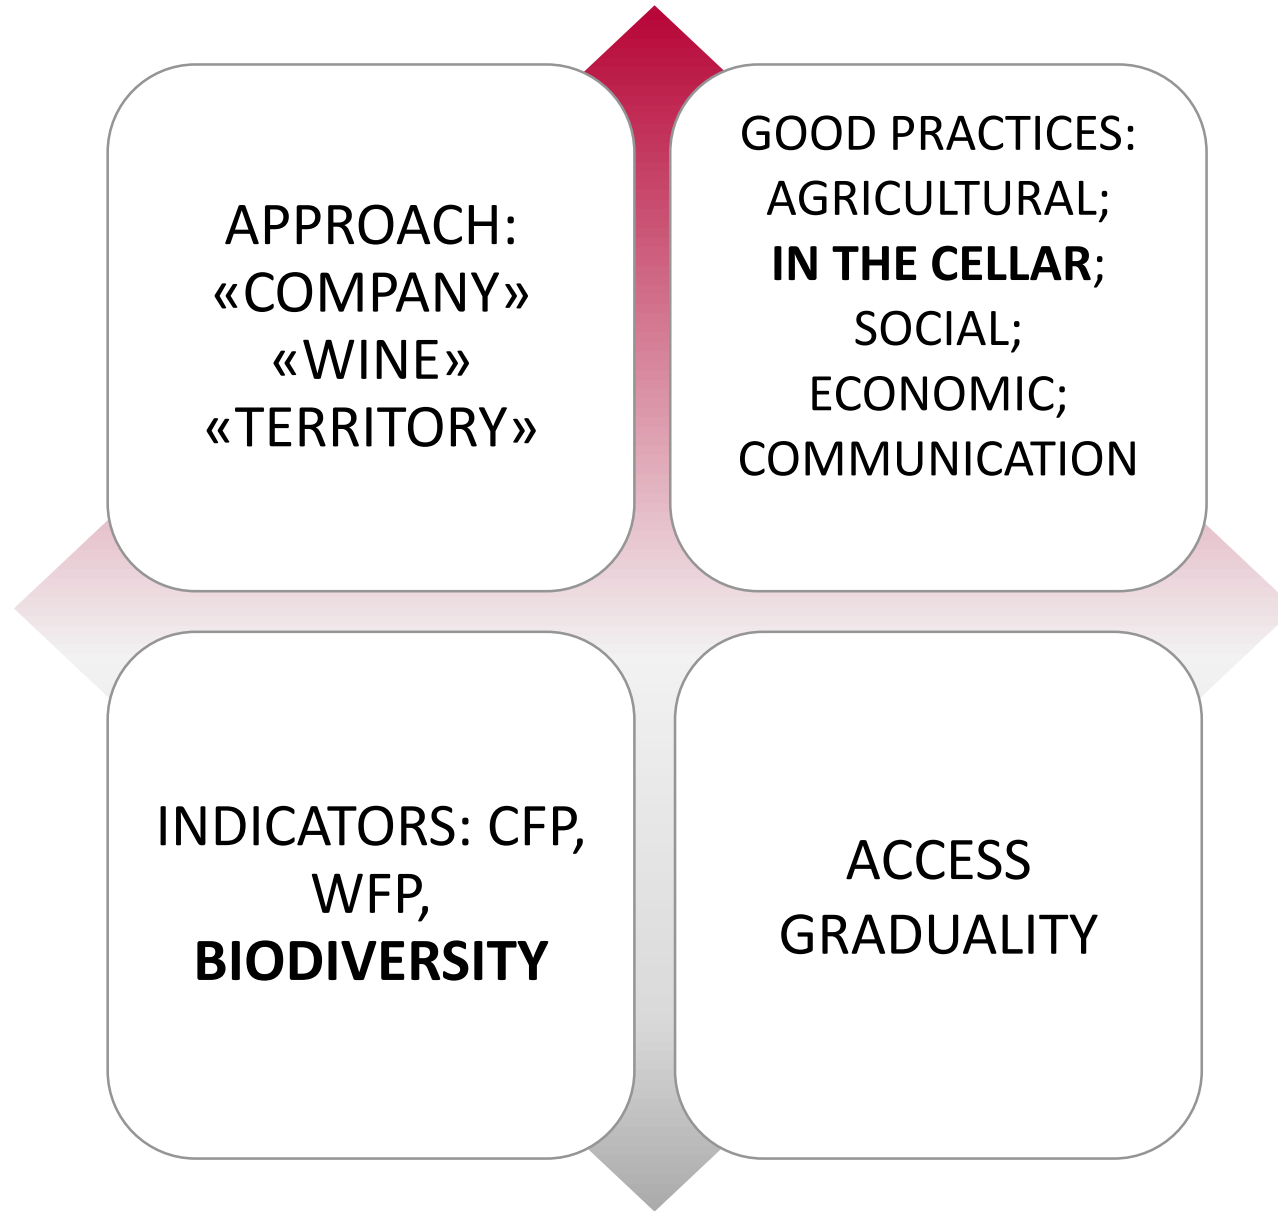 APPROACH:
«COMPANY»
«WINE»
«TERRITORY»
GOOD PRACTICES:
AGRICULTURAL;
IN THE CELLAR;
SOCIAL;
ECONOMIC;
COMMUNICATION
INDICATORS: CFP,
WFP,
BIODIVERSITY
ACCESS
GRADUALITY